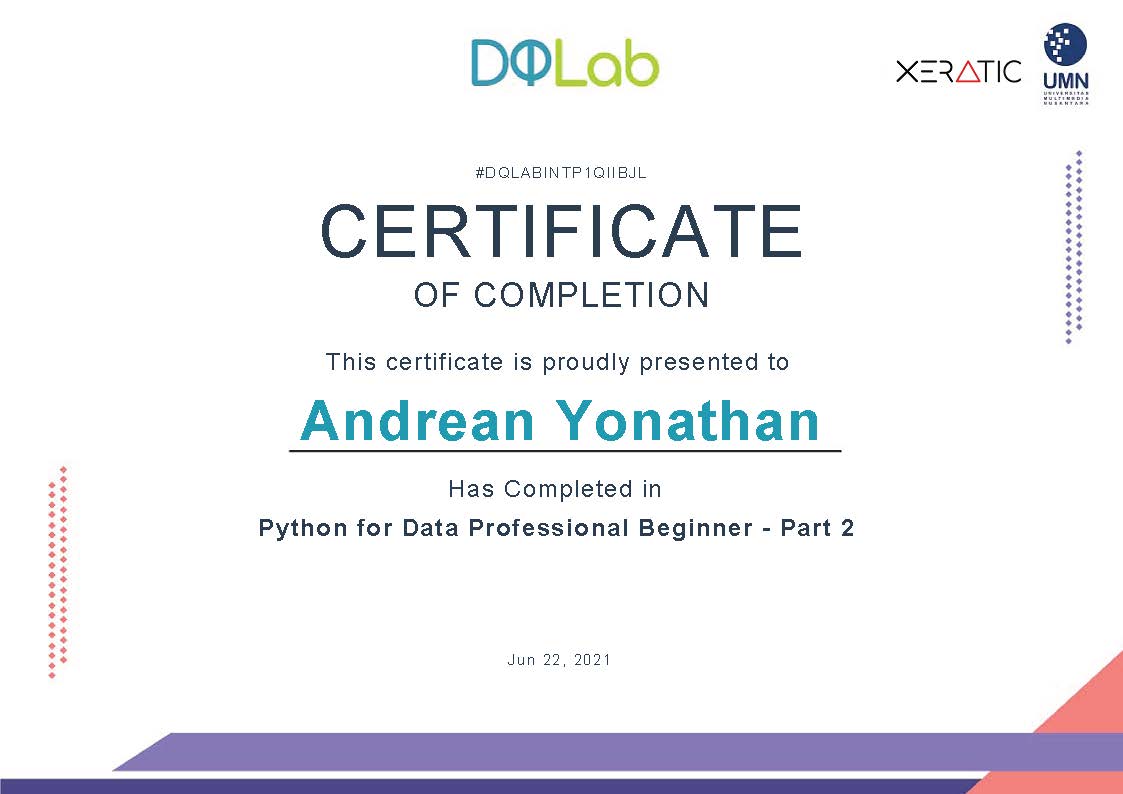 DQLab
XERATIC
UMN
UNIVERSITAS
MULTIMEDIA
NUSANTARA
#DQLABINTP1QIIBJL
CERTIFICATE
OF COMPLETION
This certificate is proudly presented to
Andrean Yonathan
Has Completed in
Python for Data Professional Beginner - Part 2
Jun 22, 2021